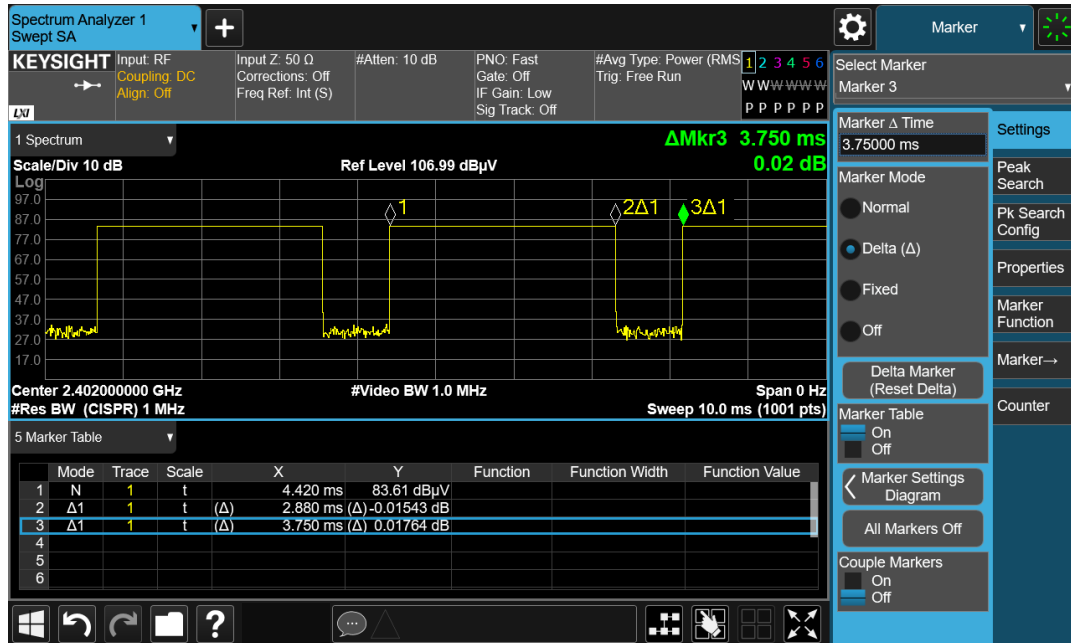 Spectrum Analyzer 1
Swept SA
+
Marker
KEYSIGHT
LXI
Input: RF
Coupling: DC
Align: Off
Input Z: 50 Ω
Corrections: Off
Freq Ref: Int (S)
#Atten: 10 dB
PNO: Fast
Gate: Off
IF Gain: Low
Sig Track: Off
#Avg Type: Power (RMS
Trig: Free Run
1 2 3 4 5 6
W W W W W W
P P P P P P
Select Marker
Marker 3
1 Spectrum
ΔMkr3 3.750 ms
0.02 dB
Scale/Div 10 dB
Ref Level 106.99 dBµV
Log
97.0
87.0
77.0
67.0
57.0
47.0
37.0
27.0
17.0
1
2Δ1
3Δ1
Center 2.402000000 GHz
#Video BW 1.0 MHz
Span 0 Hz
#Res BW (CISPR) 1 MHz
Sweep 10.0 ms (1001 pts)
5 Marker Table
Mode Trace Scale X Y Function Function Width Function Value
1 N 1 t 4.420 ms 83.61 dBµV
2 Δ1 1 t (Δ) 2.880 ms (Δ) -0.01543 dB
3 Δ1 1 t (Δ) 3.750 ms (Δ) 0.01764 dB
4
5
6
Marker Δ Time
3.75000 ms
Marker Mode
Normal
Delta (Δ)
Fixed
Off
Delta Marker
(Reset Delta)
Marker Table
On
Off
Marker Settings
Diagram
All Markers Off
Couple Markers
On
Off
Settings
Peak
Search
Pk Search
Config
Properties
Marker
Function
Marker→
Counter
?